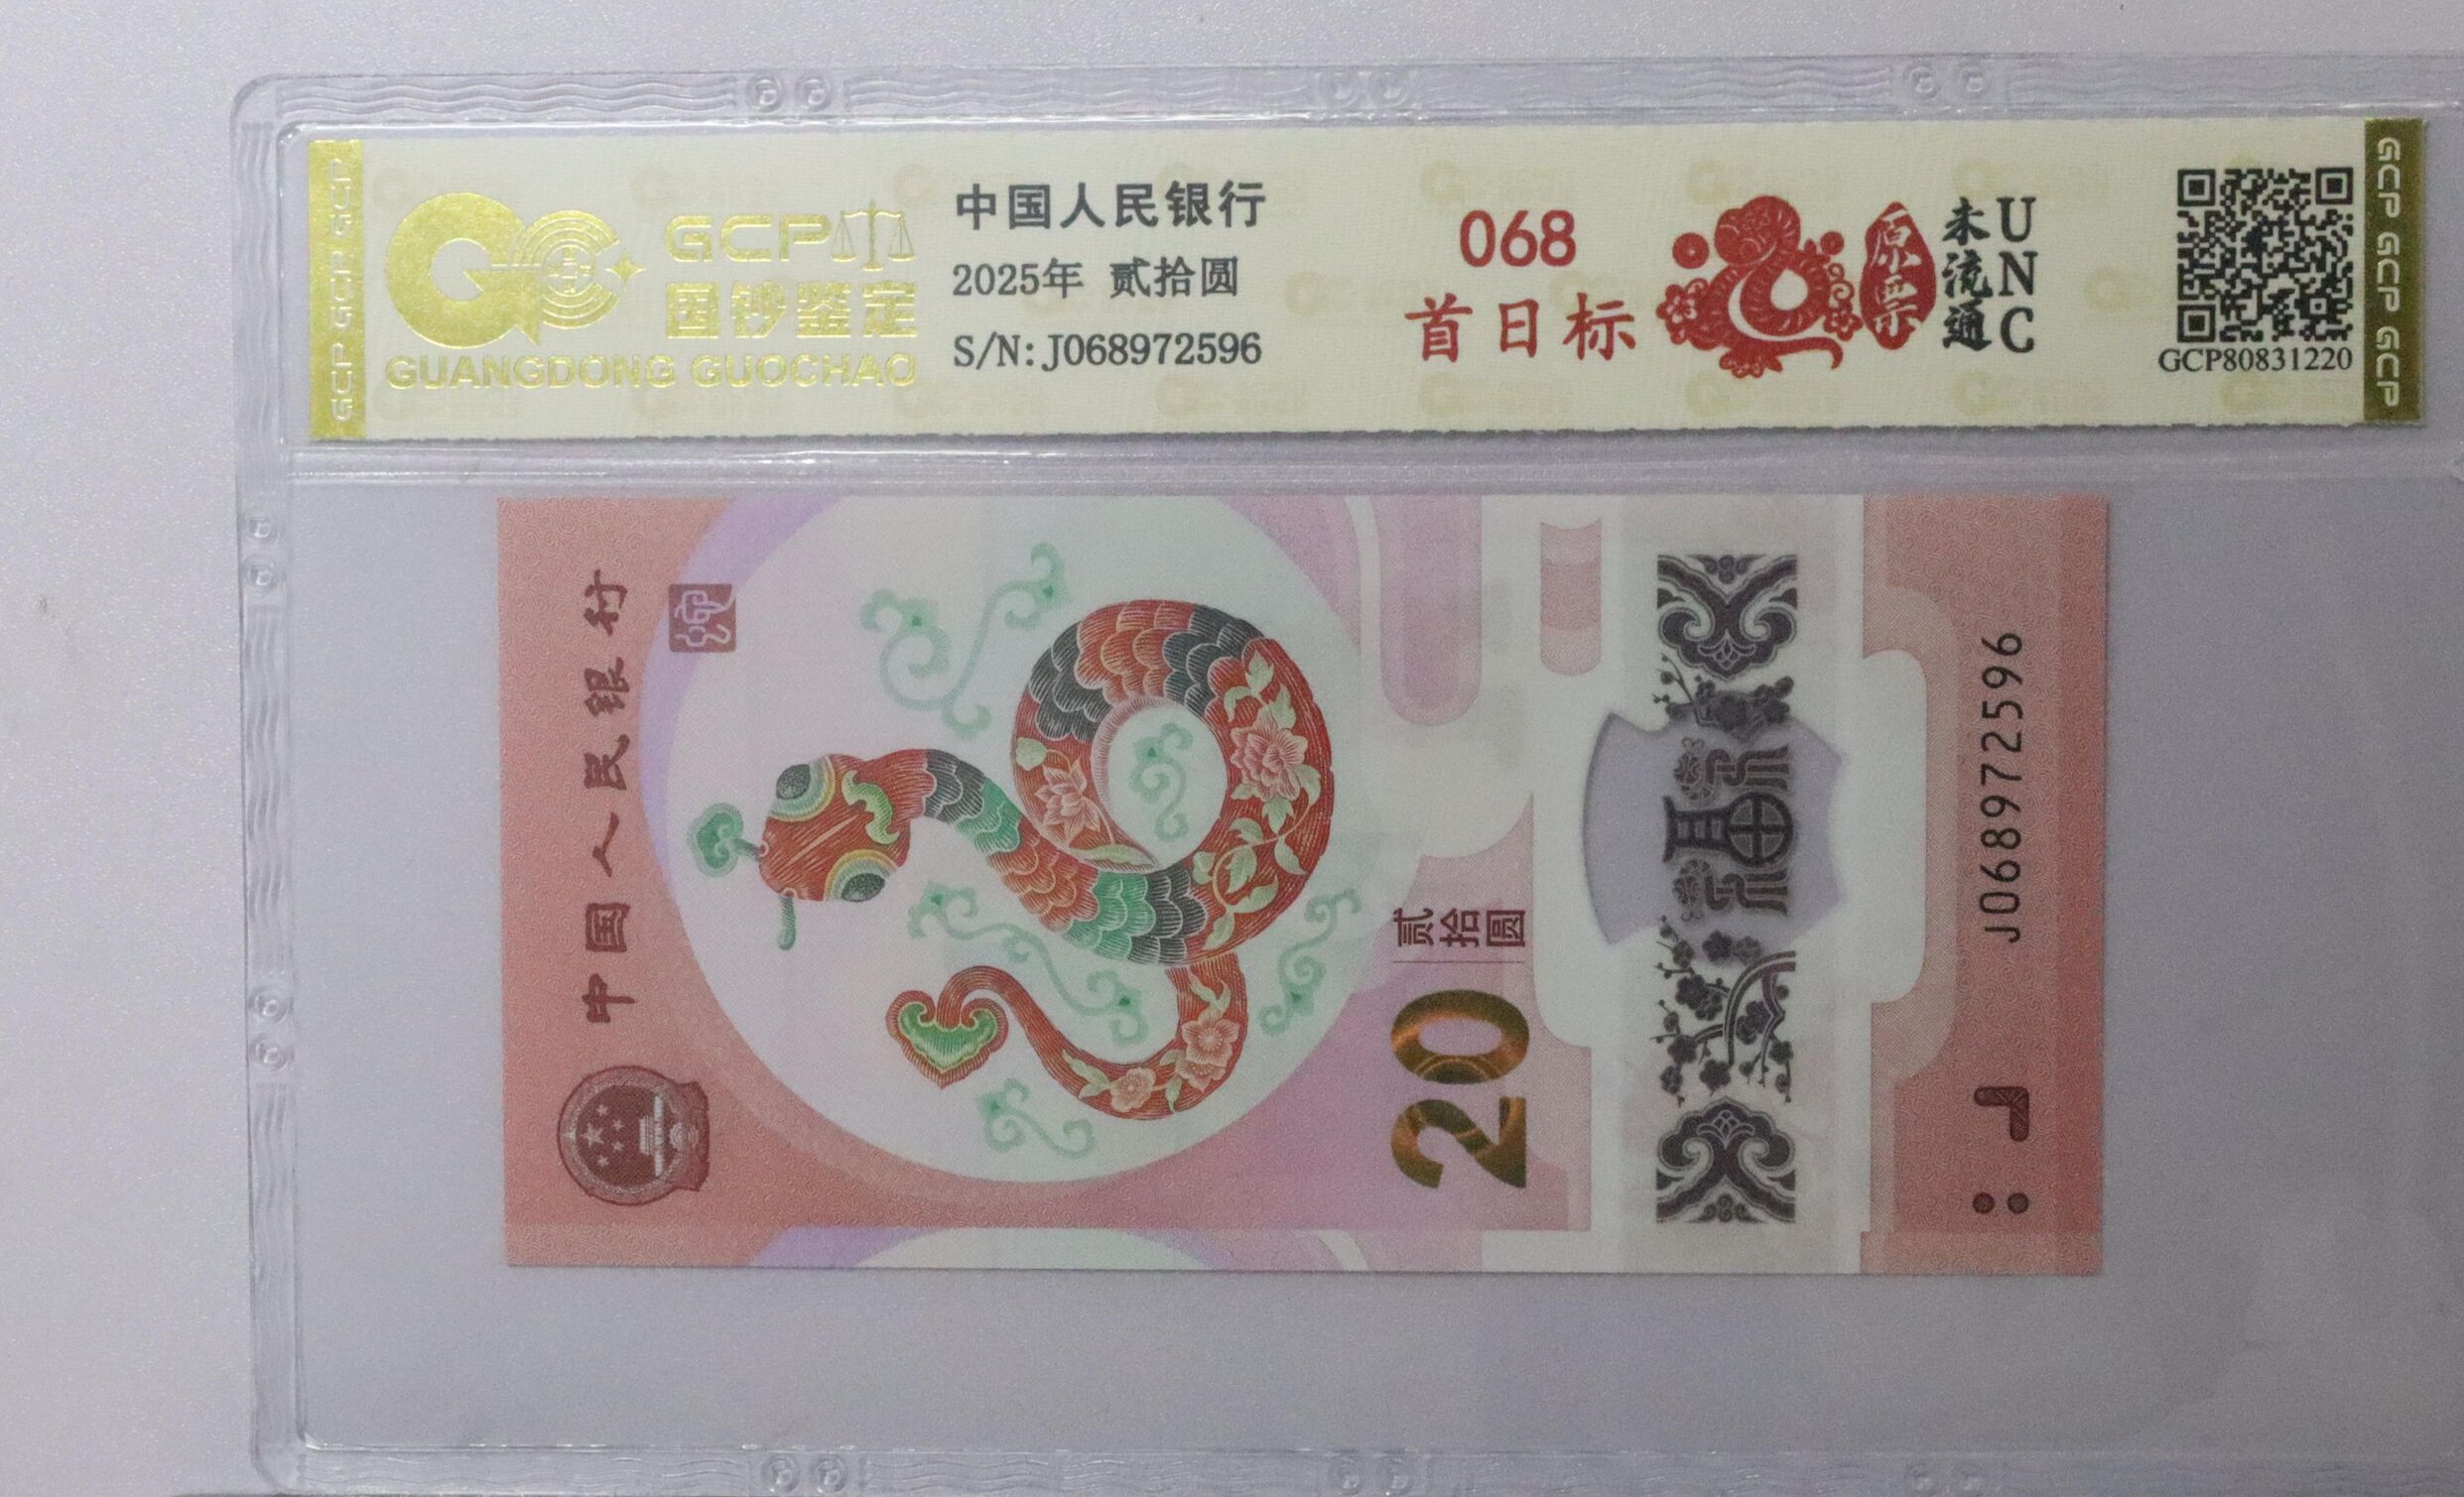 GCP GCP GCP
GCP
国钞鉴定
GUANGDONG GUOCHAO
中国人民银行
2025年 贰拾圆
S/N: J068972596
068
首日标
原票
未流通
UNC
GCP80831220
GCP GCP GCP
中国人民银行
贰拾圆
20
福
J068972596